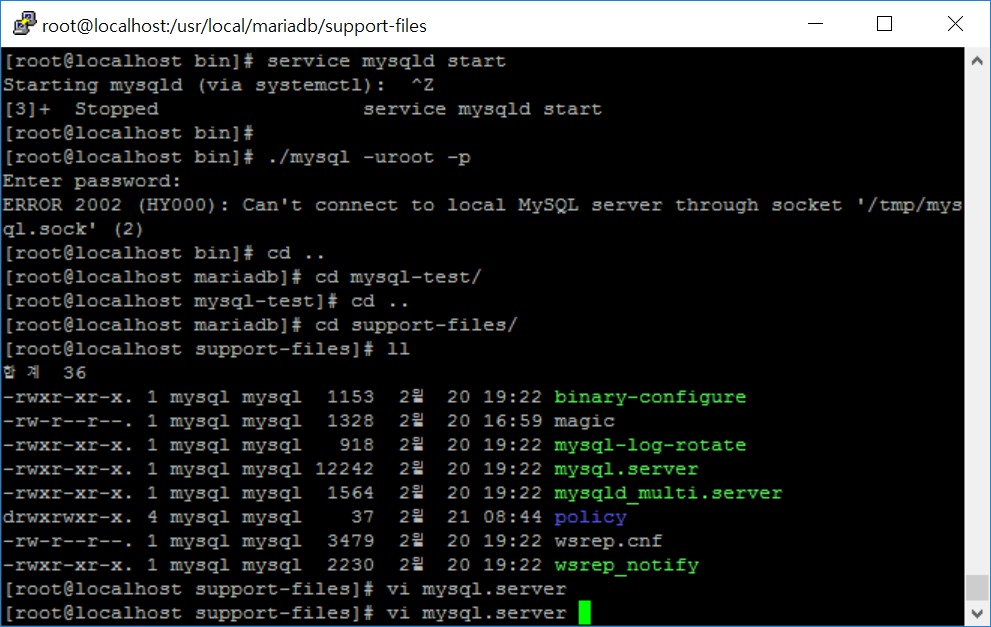 root@localhost:/usr/local/mariadb/support-files
[root@localhost bin]# service mysqld start
Starting mysqld (via systemctl):  ^Z
[3]+  Stopped                 service mysqld start
[root@localhost bin]#
[root@localhost bin]# ./mysql -uroot -p
Enter password:
ERROR 2002 (HY000): Can't connect to local MySQL server through socket '/tmp/mys
ql.sock' (2)
[root@localhost bin]# cd ..
[root@localhost mariadb]# cd mysql-test/
[root@localhost mysql-test]# cd ..
[root@localhost mariadb]# cd support-files/
[root@localhost support-files]# ll
합계  36
-rwxr-xr-x. 1 mysql mysql  1153  2월  20 19:22 binary-configure
-rw-r--r--. 1 mysql mysql  1328  2월  20 16:59 magic
-rwxr-xr-x. 1 mysql mysql   918  2월  20 19:22 mysql-log-rotate
-rwxr-xr-x. 1 mysql mysql 12242  2월  20 19:22 mysql.server
-rwxr-xr-x. 1 mysql mysql  1564  2월  20 19:22 mysqld_multi.server
drwxrwxr-x. 4 mysql mysql    37  2월  21 08:44 policy
-rw-r--r--. 1 mysql mysql  3479  2월  20 19:22 wsrep.cnf
-rwxr-xr-x. 1 mysql mysql  2230  2월  20 19:22 wsrep_notify
[root@localhost support-files]# vi mysql.server
[root@localhost support-files]# vi mysql.server